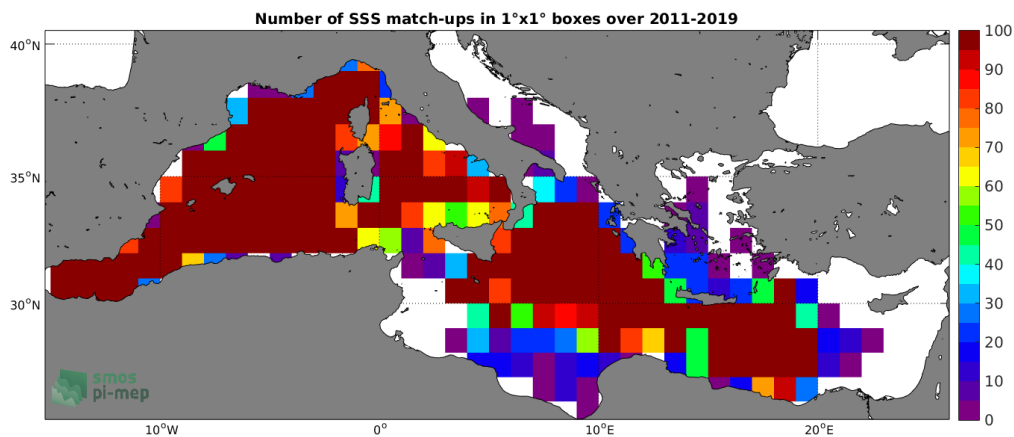 Number of SSS match-ups in 1°x1° boxes over 2011-2019
40°N
35°N
30°N
10°W
0°
10°E
20°E
100
90
80
70
60
50
40
30
20
10
0
smos
pi-mep